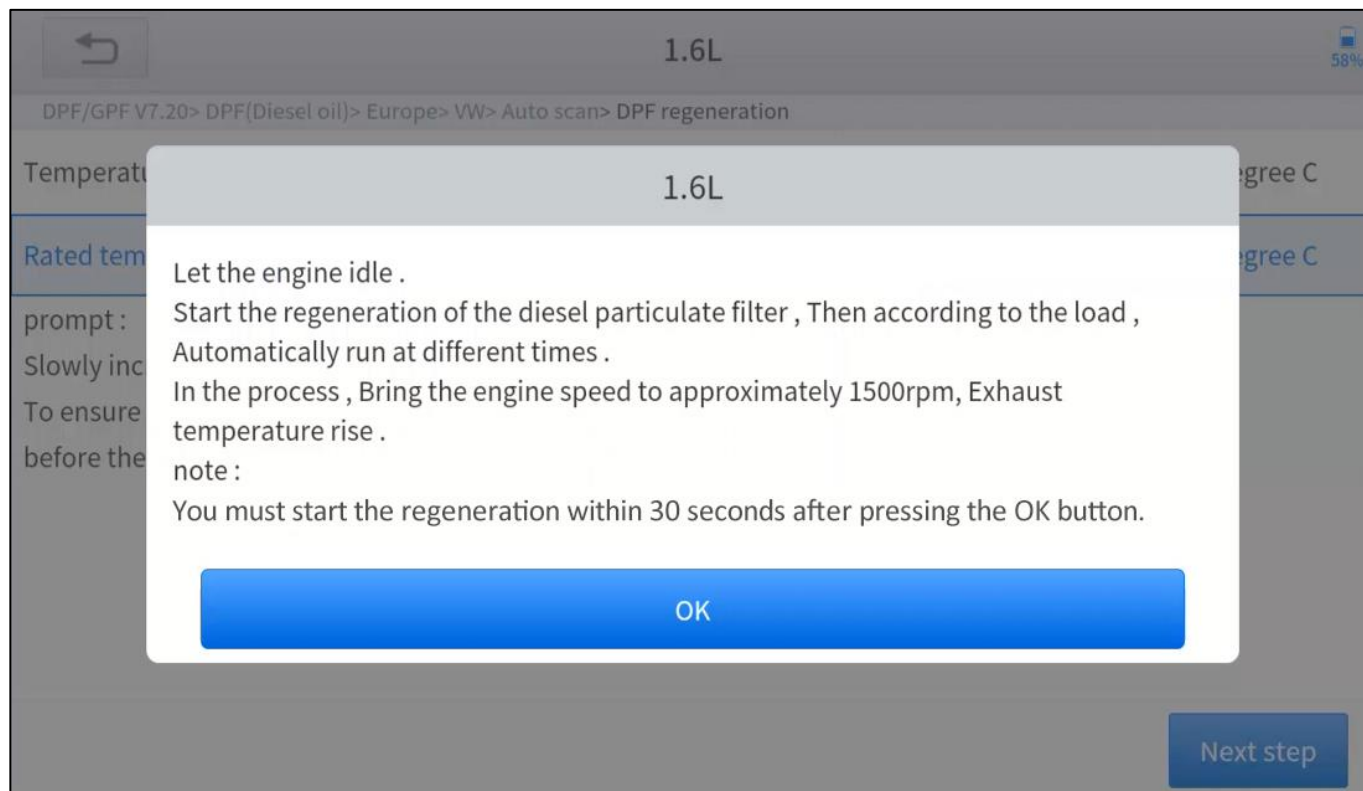 1.6L
58%
DPF/GPF V7.20> DPF(Diesel oil)> Europe> VW> Auto scan> DPF regeneration
1.6L
egree C
Rated tem
egree C
Let the engine idle .
Start the regeneration of the diesel particulate filter , Then according to the load ,
Automatically run at different times .
In the process , Bring the engine speed to approximately 1500rpm, Exhaust
temperature rise .
note :
You must start the regeneration within 30 seconds after pressing the OK button.
prompt :
Slowly inc
To ensure
before the
OK
Next step